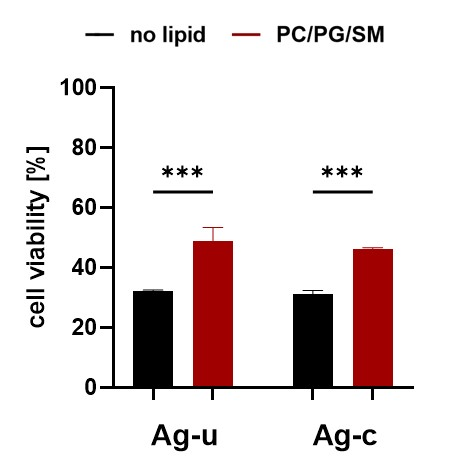 no lipid PC/PG/SM
cell viability [%]
100
80
60
40
20
0
*** ***
Ag-u Ag-c